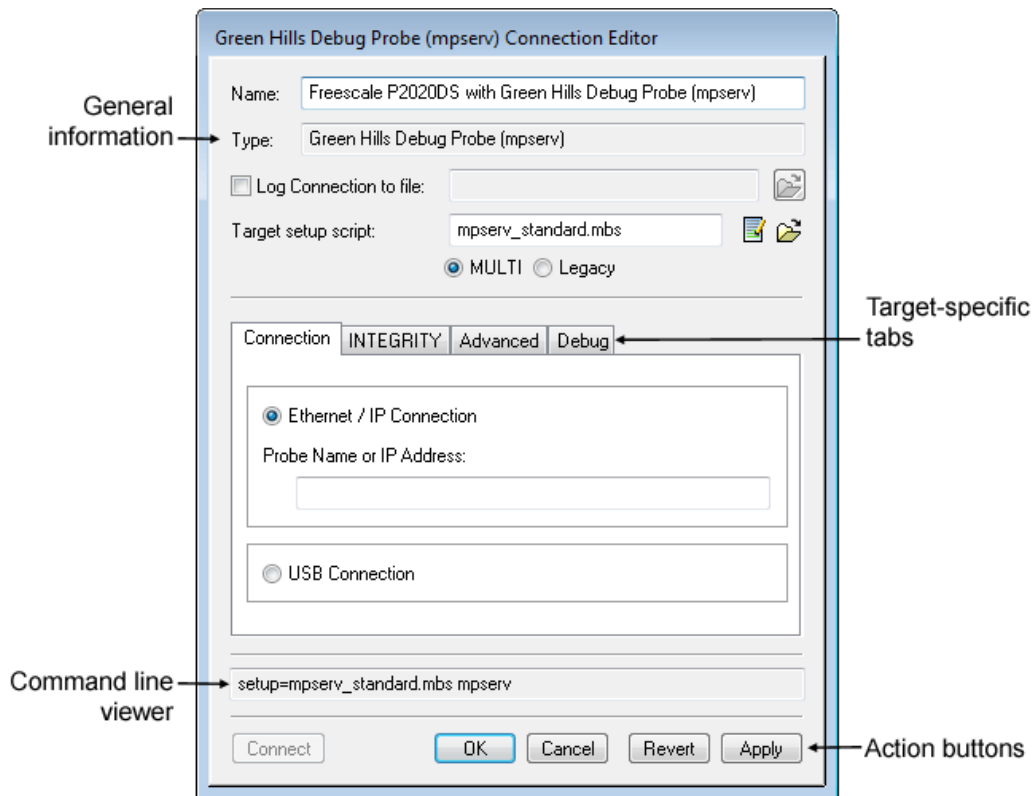 Green Hills Debug Probe (mpserv) Connection Editor
General
information
Name: Freescale P2020DS with Green Hills Debug Probe (mpserv)
Type: Green Hills Debug Probe (mpserv)
Log Connection to file:
Target setup script: mpserv_standard.mbs
MULTI Legacy
Target-specific
tabs
Connection INTEGRITY Advanced Debug
Ethernet / IP Connection
Probe Name or IP Address:
USB Connection
Command line
viewer
setup=mpserv_standard.mbs mpserv
Connect OK Cancel Revert Apply
Action buttons